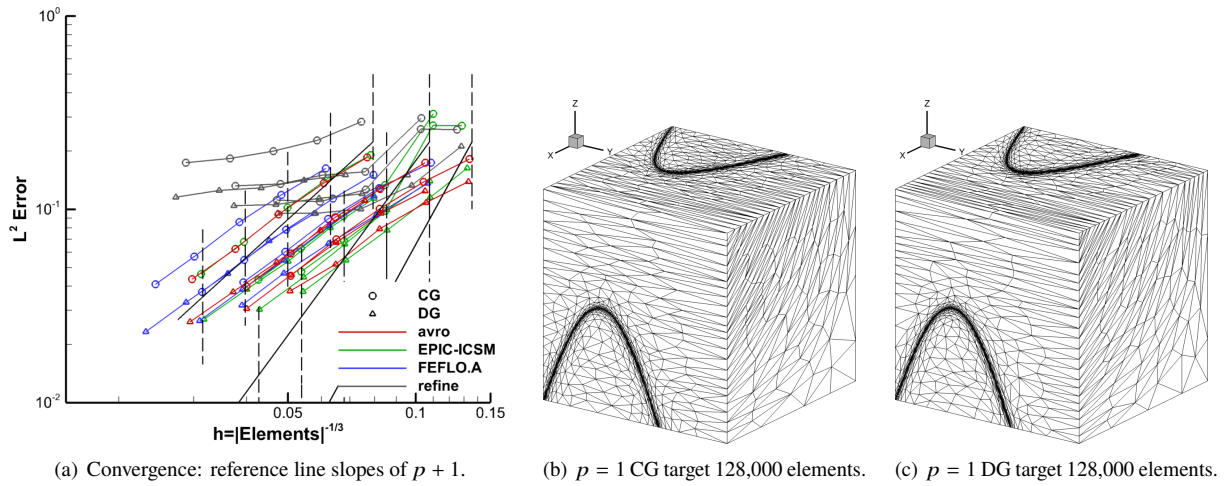 10⁰
10⁻¹
10⁻²
L² Error
0.05
0.1
0.15
h=|Elements|⁻¹/³
CG
DG
avro
EPIC-ICSM
FEFLO.A
refine
(a) Convergence: reference line slopes of p + 1.
Z
X
Y
(b) p = 1 CG target 128,000 elements.
Z
X
Y
(c) p = 1 DG target 128,000 elements.